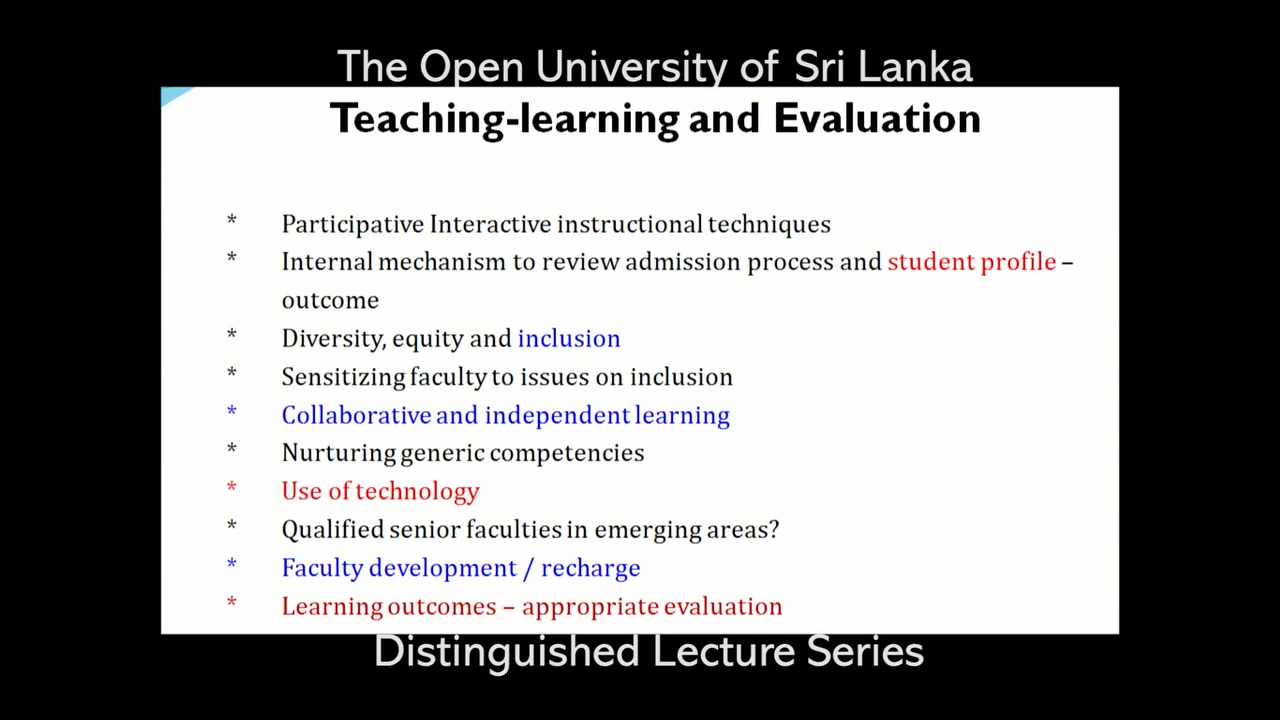 The Open University of Sri Lanka
Teaching-learning and Evaluation
* Participative Interactive instructional techniques
* Internal mechanism to review admission process and student profile –
outcome
* Diversity, equity and inclusion
* Sensitizing faculty to issues on inclusion
* Collaborative and independent learning
* Nurturing generic competencies
* Use of technology
* Qualified senior faculties in emerging areas?
* Faculty development / recharge
* Learning outcomes – appropriate evaluation
Distinguished Lecture Series